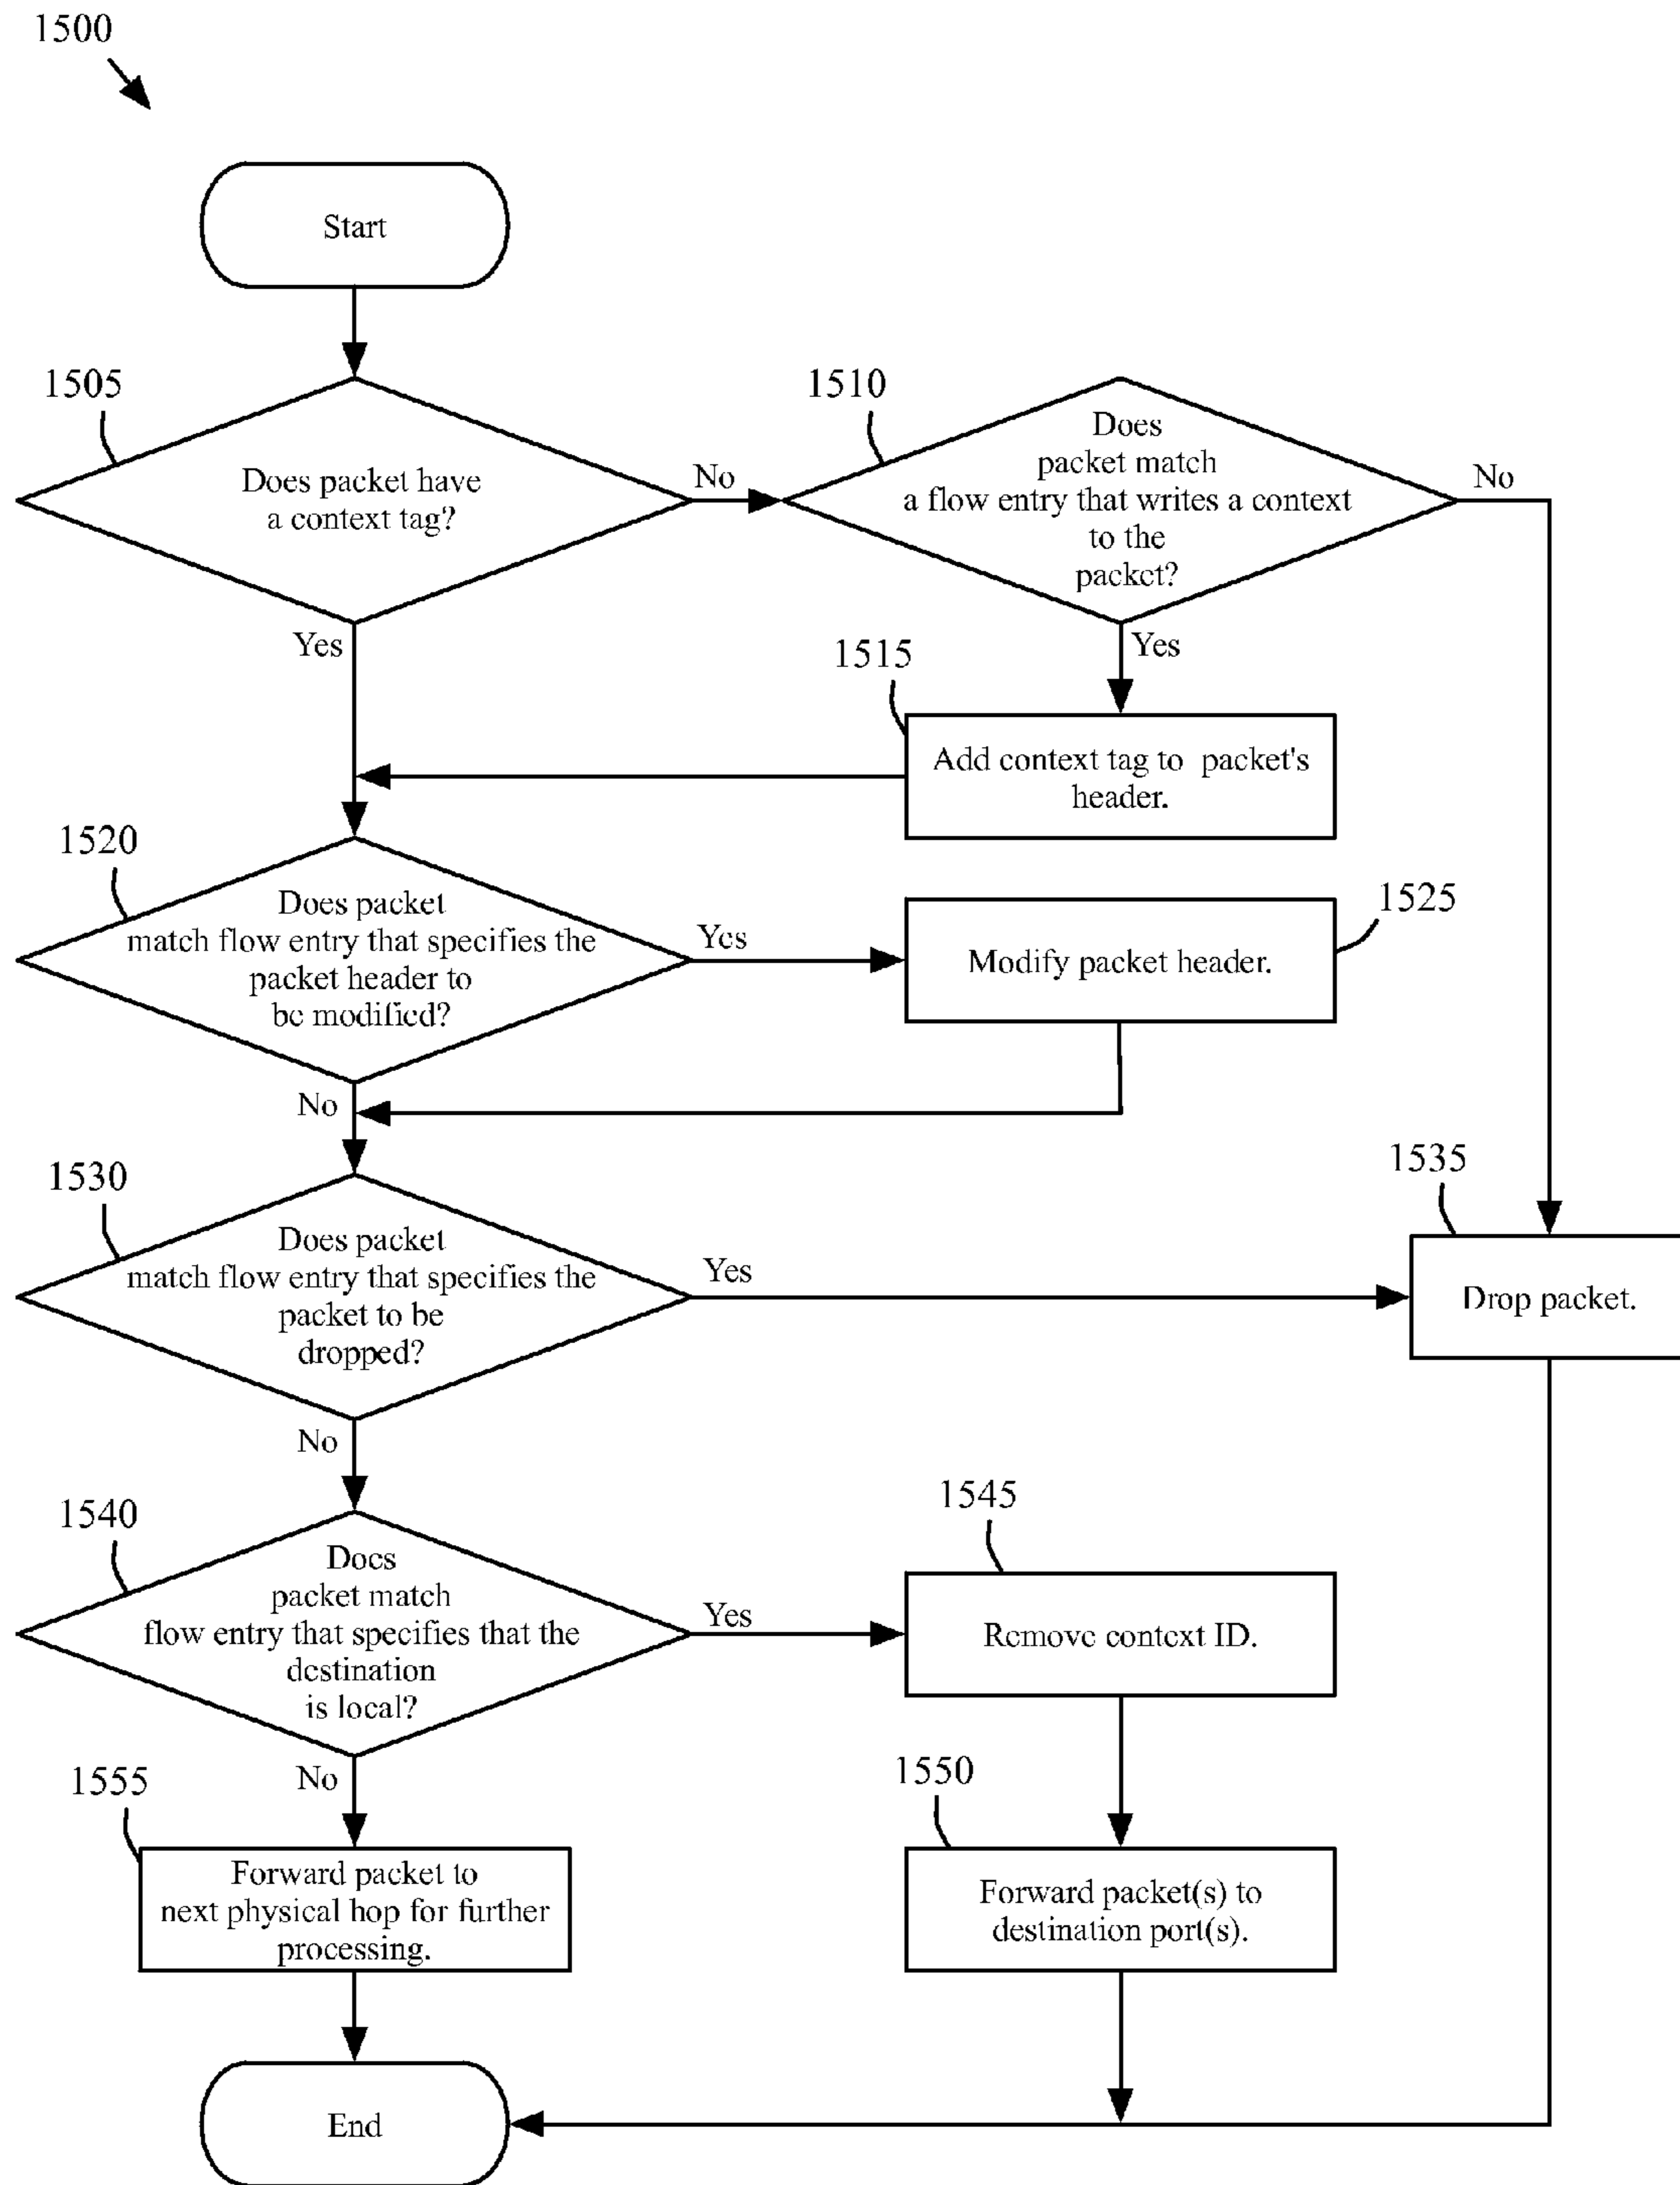 1500
Start
1505
Does packet have
a context tag?
No
1510
Does
packet match
a flow entry that writes a context
to the
packet?
No
Yes
Yes
1515
Add context tag to packet's
header.
1520
Does packet
match flow entry that specifies the
packet header to
be modified?
Yes
1525
Modify packet header.
No
1530
Does packet
match flow entry that specifies the
packet to be
dropped?
Yes
1535
Drop packet.
No
1540
Does
packet match
flow entry that specifies that the
destination
is local?
Yes
1545
Remove context ID.
No
1555
Forward packet to
next physical hop for further
processing.
1550
Forward packet(s) to
destination port(s).
End